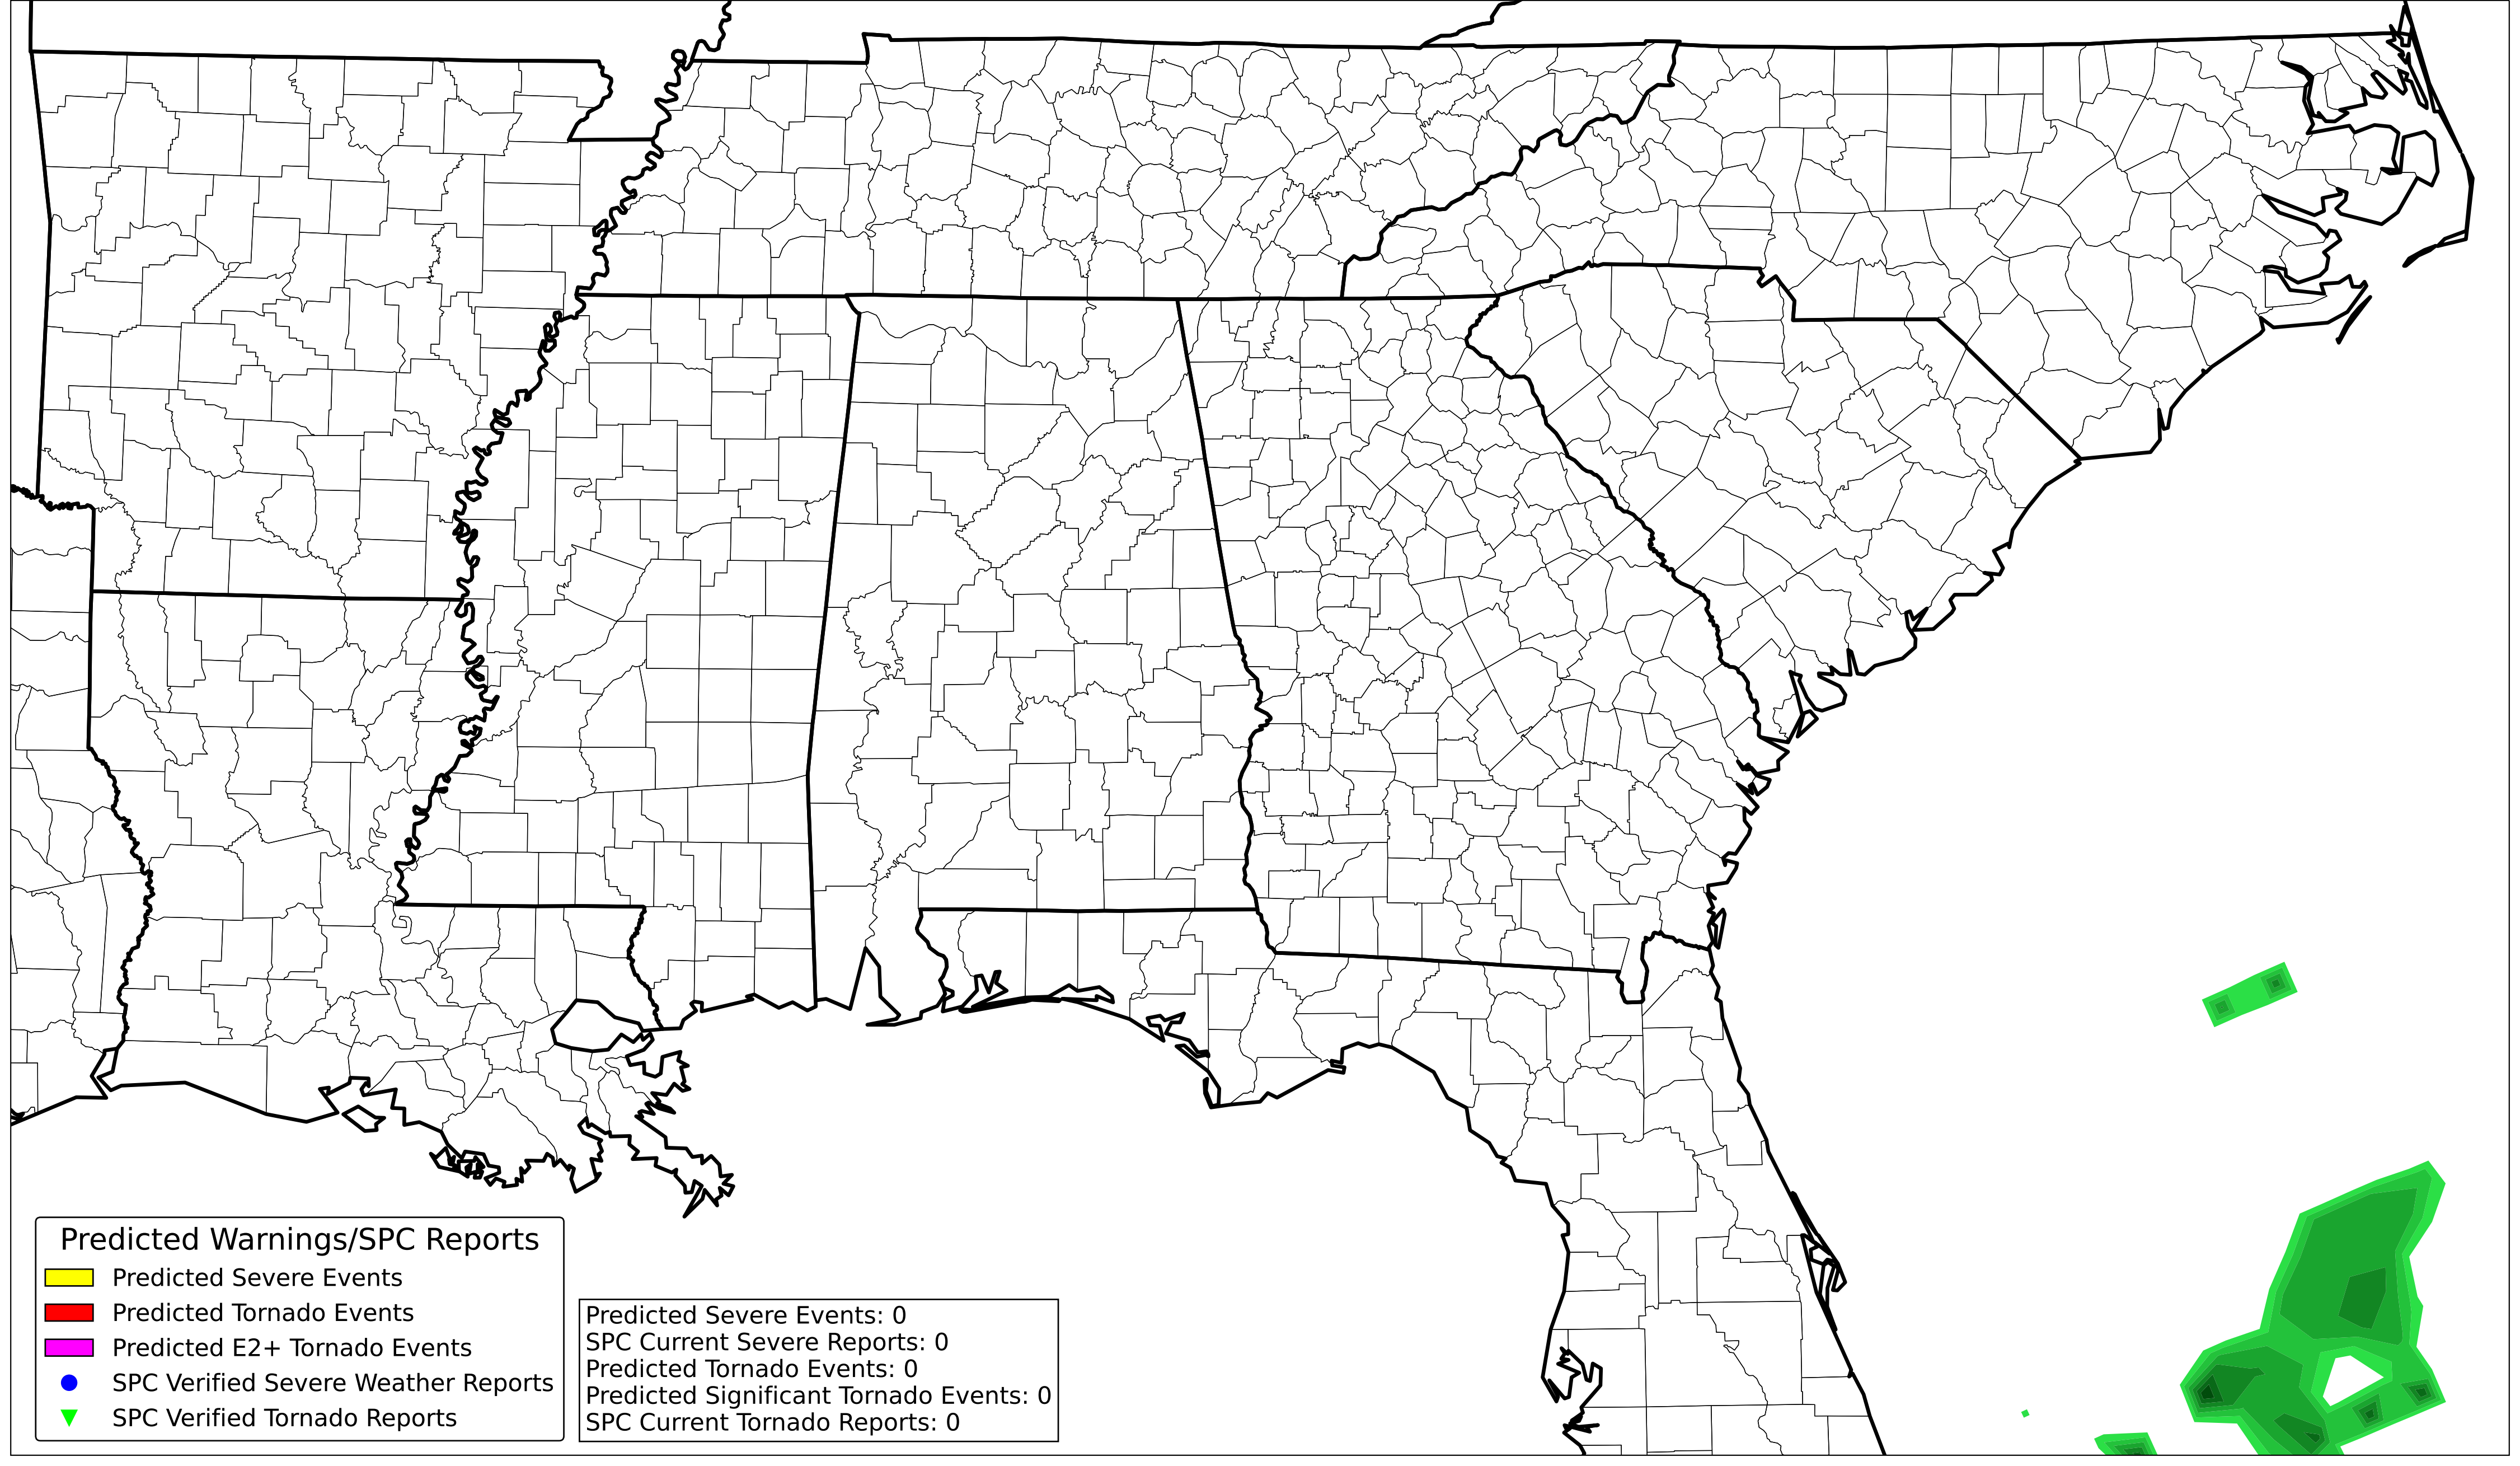 Predicted Warnings/SPC Reports
Predicted Severe Events
Predicted Tornado Events
Predicted E2+ Tornado Events
SPC Verified Severe Weather Reports
SPC Verified Tornado Reports
Predicted Severe Events: 0
SPC Current Severe Reports: 0
Predicted Tornado Events: 0
Predicted Significant Tornado Events: 0
SPC Current Tornado Reports: 0